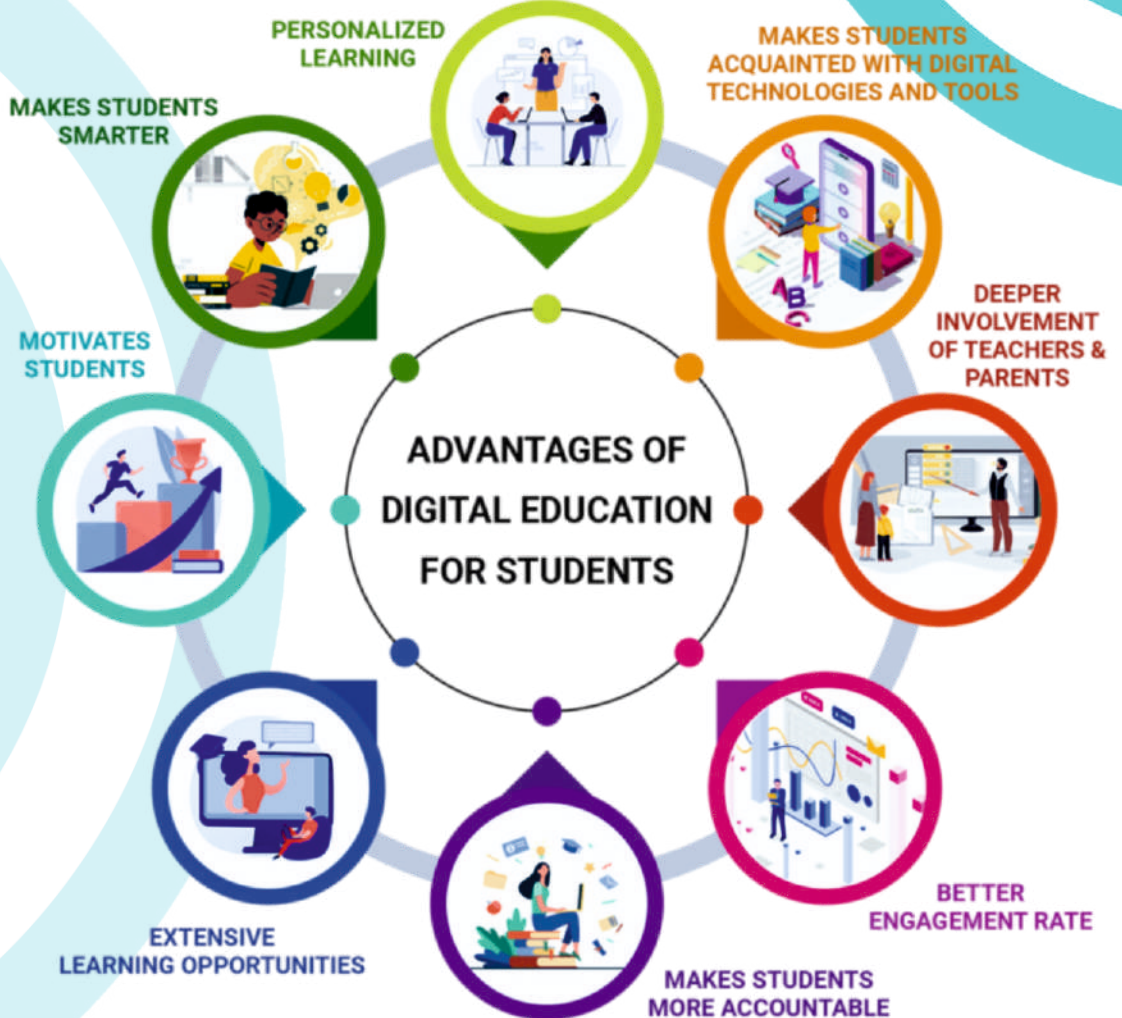 PERSONALIZED
LEARNING
MAKES STUDENTS
ACQUAINTED WITH DIGITAL
TECHNOLOGIES AND TOOLS
DEEPER
INVOLVEMENT
OF TEACHERS &
PARENTS
BETTER
ENGAGEMENT RATE
MAKES STUDENTS
MORE ACCOUNTABLE
EXTENSIVE
LEARNING OPPORTUNITIES
MOTIVATES
STUDENTS
MAKES STUDENTS
SMARTER
ADVANTAGES OF
DIGITAL EDUCATION
FOR STUDENTS
A
B
C